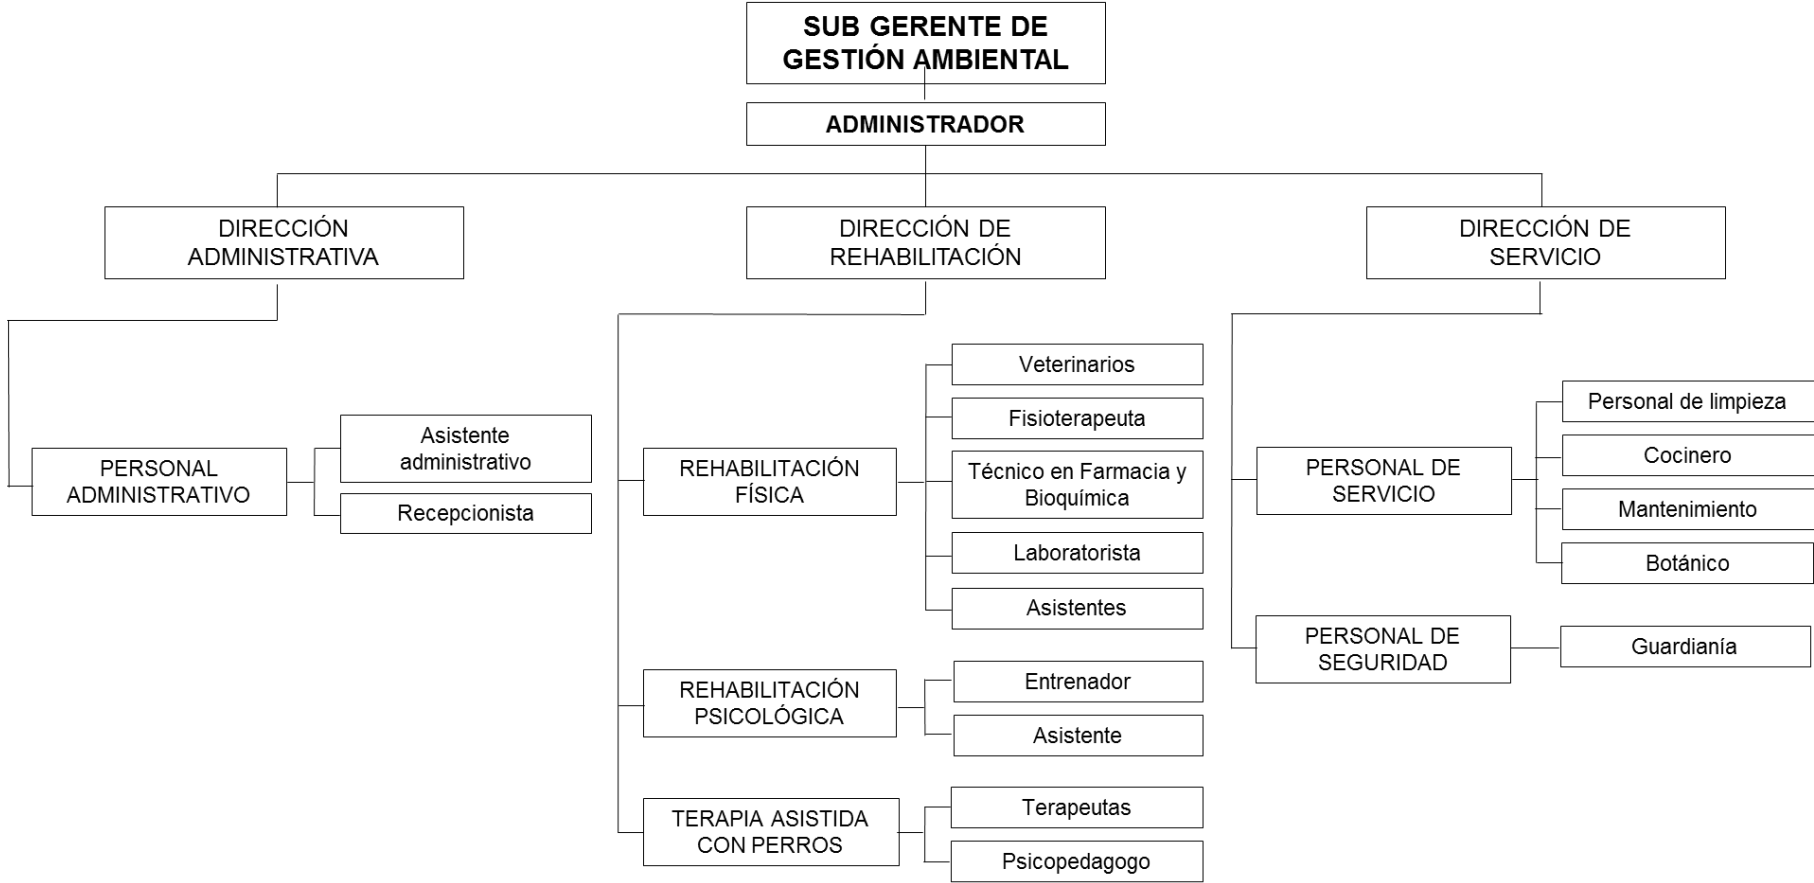 SUB GERENTE DE
GESTIÓN AMBIENTAL
ADMINISTRADOR
DIRECCIÓN
ADMINISTRATIVA
PERSONAL
ADMINISTRATIVO
Asistente
administrativo
Recepcionista
DIRECCIÓN DE
REHABILITACIÓN
REHABILITACIÓN
FÍSICA
Veterinarios
Fisioterapeuta
Técnico en Farmacia y
Bioquímica
Laboratorista
Asistentes
REHABILITACIÓN
PSICOLÓGICA
Entrenador
Asistente
TERAPIA ASISTIDA
CON PERROS
Terapeutas
Psicopedagogo
DIRECCIÓN DE
SERVICIO
PERSONAL DE
SERVICIO
Personal de limpieza
Cocinero
Mantenimiento
Botánico
PERSONAL DE
SEGURIDAD
Guardianía